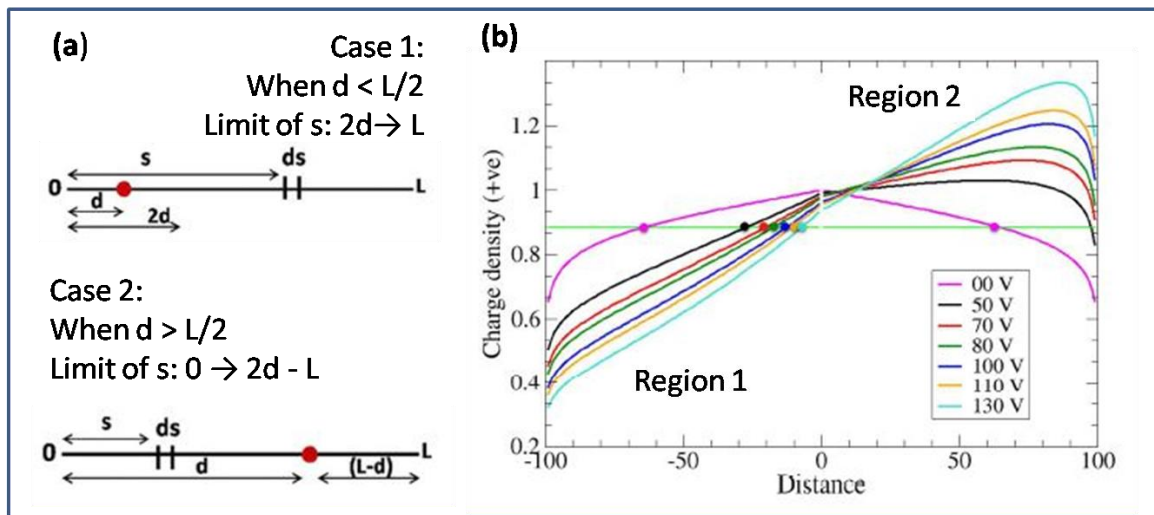 (a)
Case 1:
When d < L/2
Limit of s: 2d→ L
s
ds
0
L
d
2d
Case 2:
When d > L/2
Limit of s: 0 → 2d - L
s
ds
0
L
d
(L-d)
(b)
Region 2
Region 1
Charge density (+ve)
1.2
1
0.8
0.6
0.4
0.2
-100
-50
0
50
100
Distance
00 V
50 V
70 V
80 V
100 V
110 V
130 V